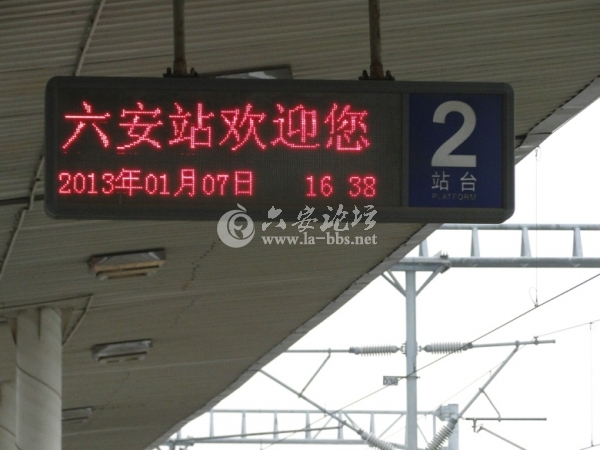 六安站欢迎您
2013年01月07日 16 38
2
站台
PLATFORM
六安论坛
www.la-bbs.net